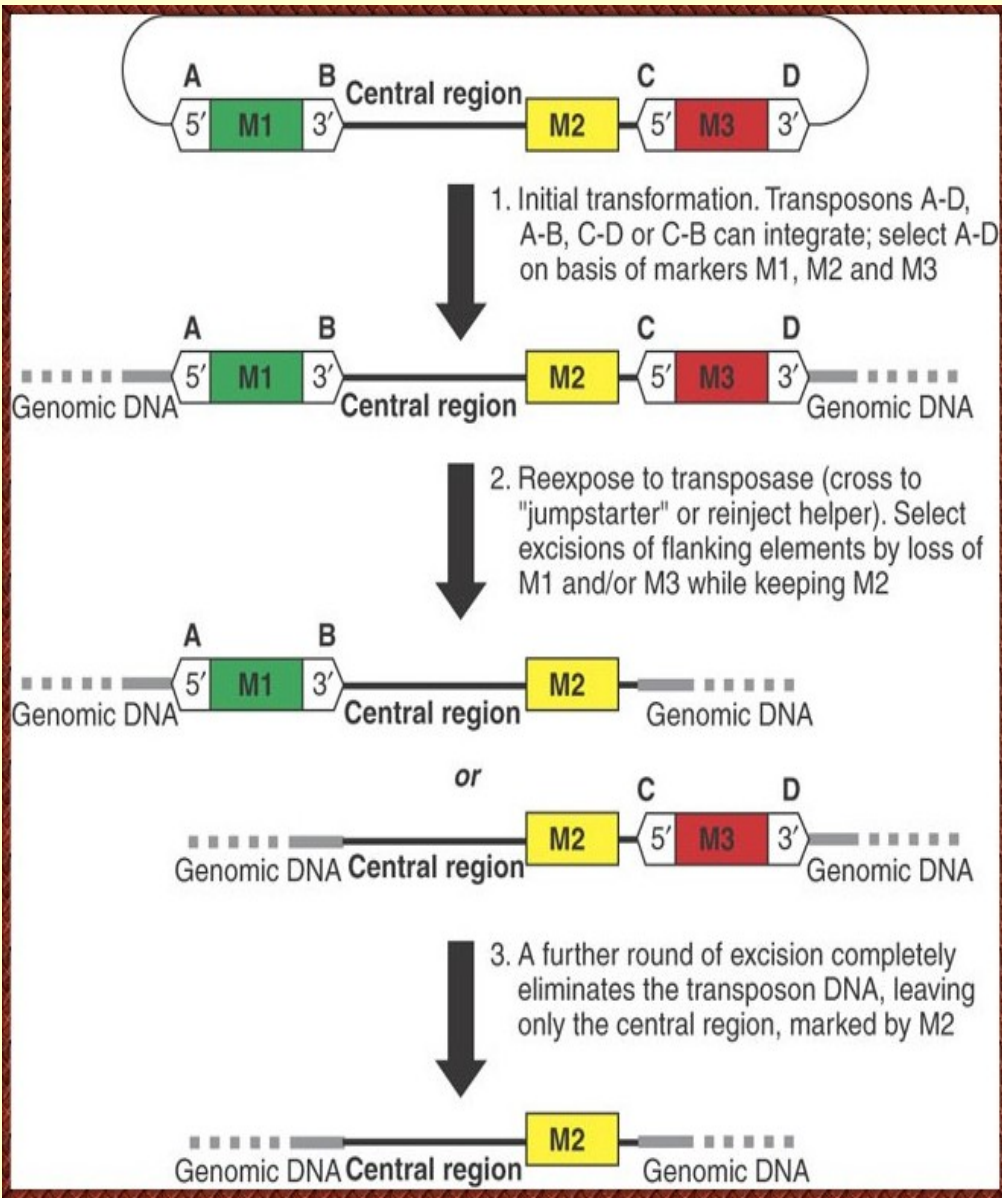 A B C D
Central region
5′ M1 3′ M2 5′ M3 3′
1. Initial transformation. Transposons A-D,
A-B, C-D or C-B can integrate; select A-D
on basis of markers M1, M2 and M3
A B C D
5′ M1 3′ M2 5′ M3 3′
Genomic DNA Central region Genomic DNA
2. Reexpose to transposase (cross to
"jumpstarter" or reinject helper). Select
excisions of flanking elements by loss of
M1 and/or M3 while keeping M2
A B
5′ M1 3′ M2
Genomic DNA Central region Genomic DNA
or
C D
M2 5′ M3 3′
Genomic DNA Central region Genomic DNA
3. A further round of excision completely
eliminates the transposon DNA, leaving
only the central region, marked by M2
M2
Genomic DNA Central region Genomic DNA